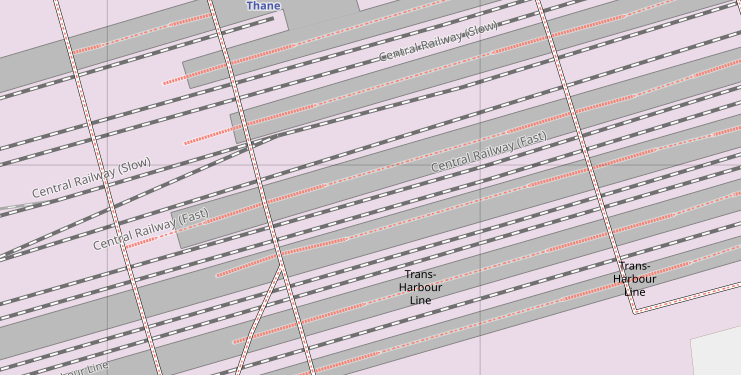 Thane
Central Railway (Slow)
Central Railway (Fast)
Central Railway (Slow)
Central Railway (Fast)
Trans-
Harbour
Line
Trans-
Harbour
Line
Line